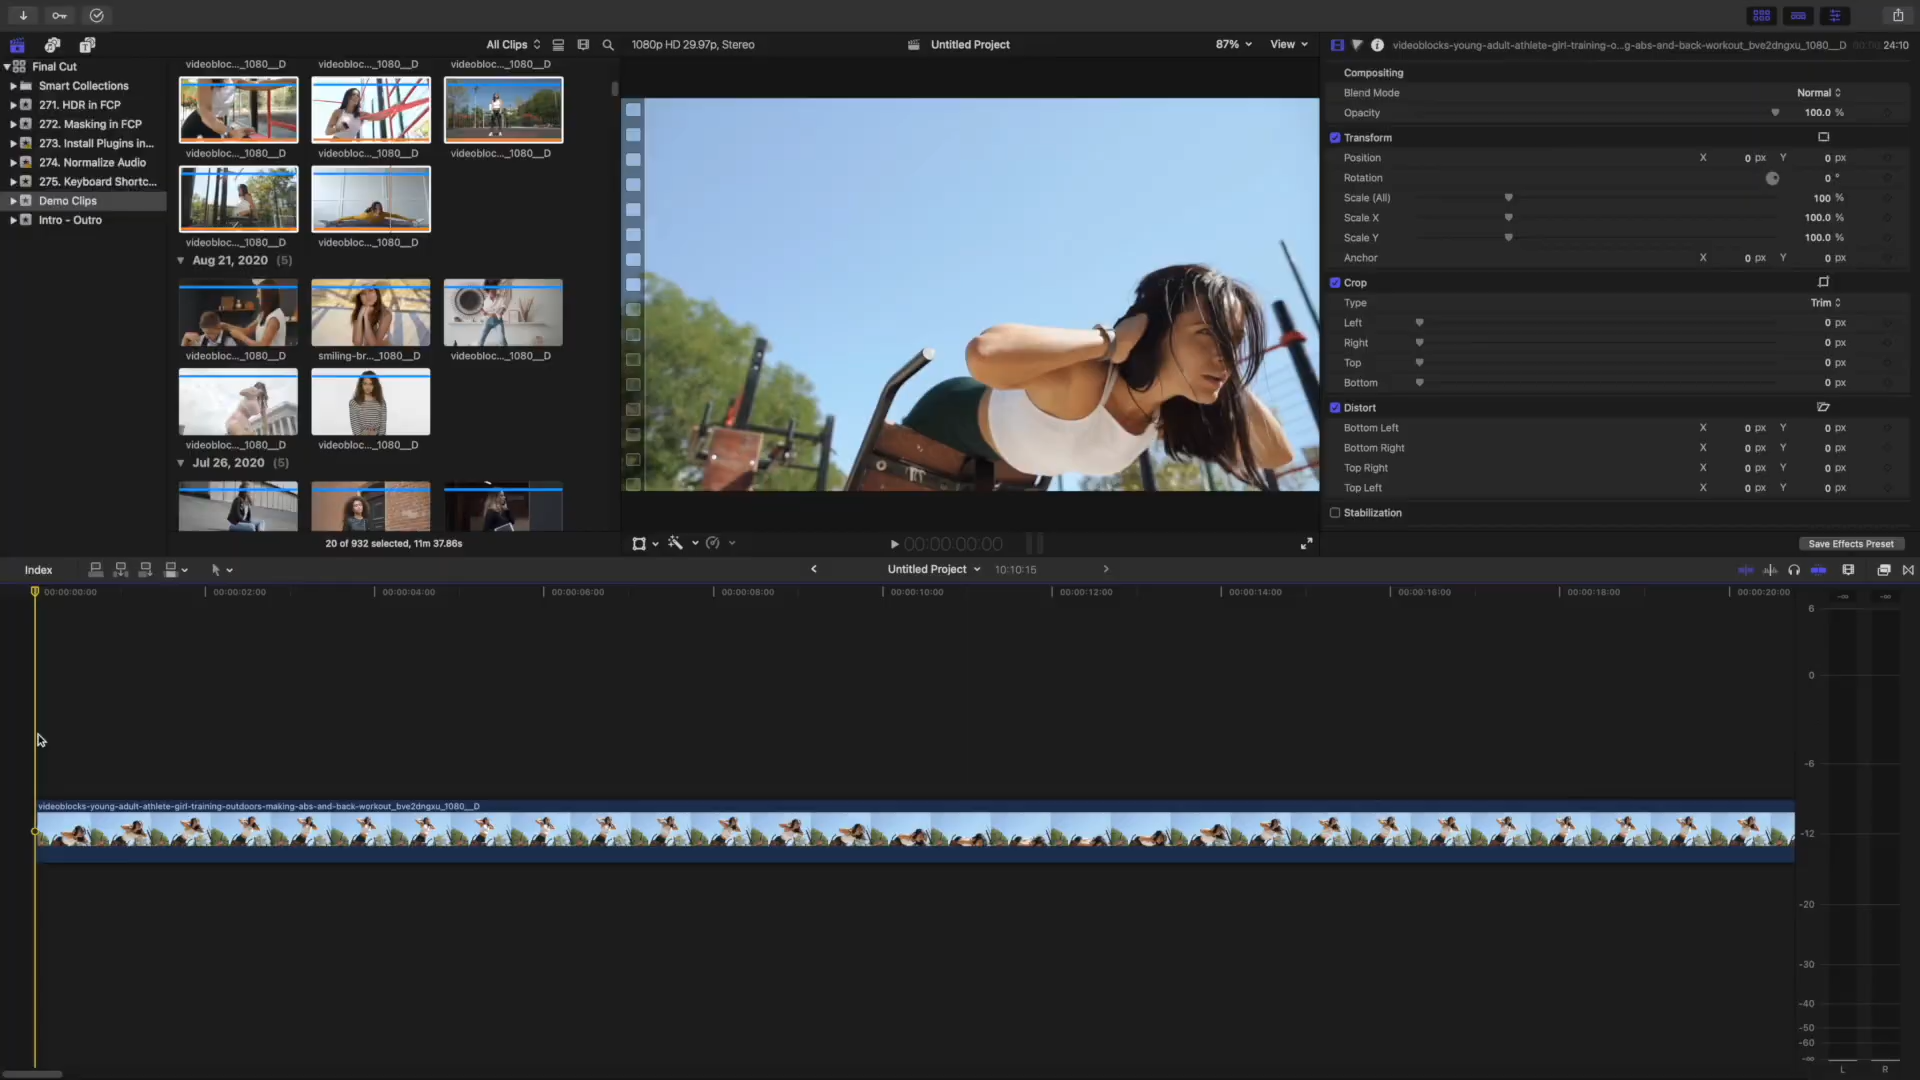 All Clips
1080p HD 29.97p, Stereo
Untitled Project
87%
View
videoblocks-young-adult-athlete-girl-training-o...g-abs-and-back-workout_bve2dngxu_1080__D
24:10
Final Cut
Smart Collections
271. HDR in FCP
272. Masking in FCP
273. Install Plugins in...
274. Normalize Audio
275. Keyboard Shortc...
Demo Clips
Intro - Outro
videobloc..._1080__D
videobloc..._1080__D
videobloc..._1080__D
videobloc..._1080__D
videobloc..._1080__D
videobloc..._1080__D
videobloc..._1080__D
videobloc..._1080__D
Aug 21, 2020 (5)
videobloc..._1080__D
smiling-br..._1080__D
videobloc..._1080__D
videobloc..._1080__D
videobloc..._1080__D
Jul 26, 2020 (5)
20 of 932 selected, 11m 37.86s
00:00:00:00
Compositing
Blend Mode Normal
Opacity 100.0 %
Transform
Position X 0 px Y 0 px
Rotation 0 °
Scale (All) 100 %
Scale X 100.0 %
Scale Y 100.0 %
Anchor X 0 px Y 0 px
Crop
Type Trim
Left 0 px
Right 0 px
Top 0 px
Bottom 0 px
Distort
Bottom Left X 0 px Y 0 px
Bottom Right X 0 px Y 0 px
Top Right X 0 px Y 0 px
Top Left X 0 px Y 0 px
Stabilization
Save Effects Preset
Index
Untitled Project
10:10:15
00:00:00:00 00:00:02:00 00:00:04:00 00:00:06:00 00:00:08:00 00:00:10:00 00:00:12:00 00:00:14:00 00:00:16:00 00:00:18:00 00:00:20:00
videoblocks-young-adult-athlete-girl-training-outdoors-making-abs-and-back-workout_bve2dngxu_1080__D
-∞ -∞
6
0
-6
-12
-20
-30
-40
-50
-60
-∞
L R